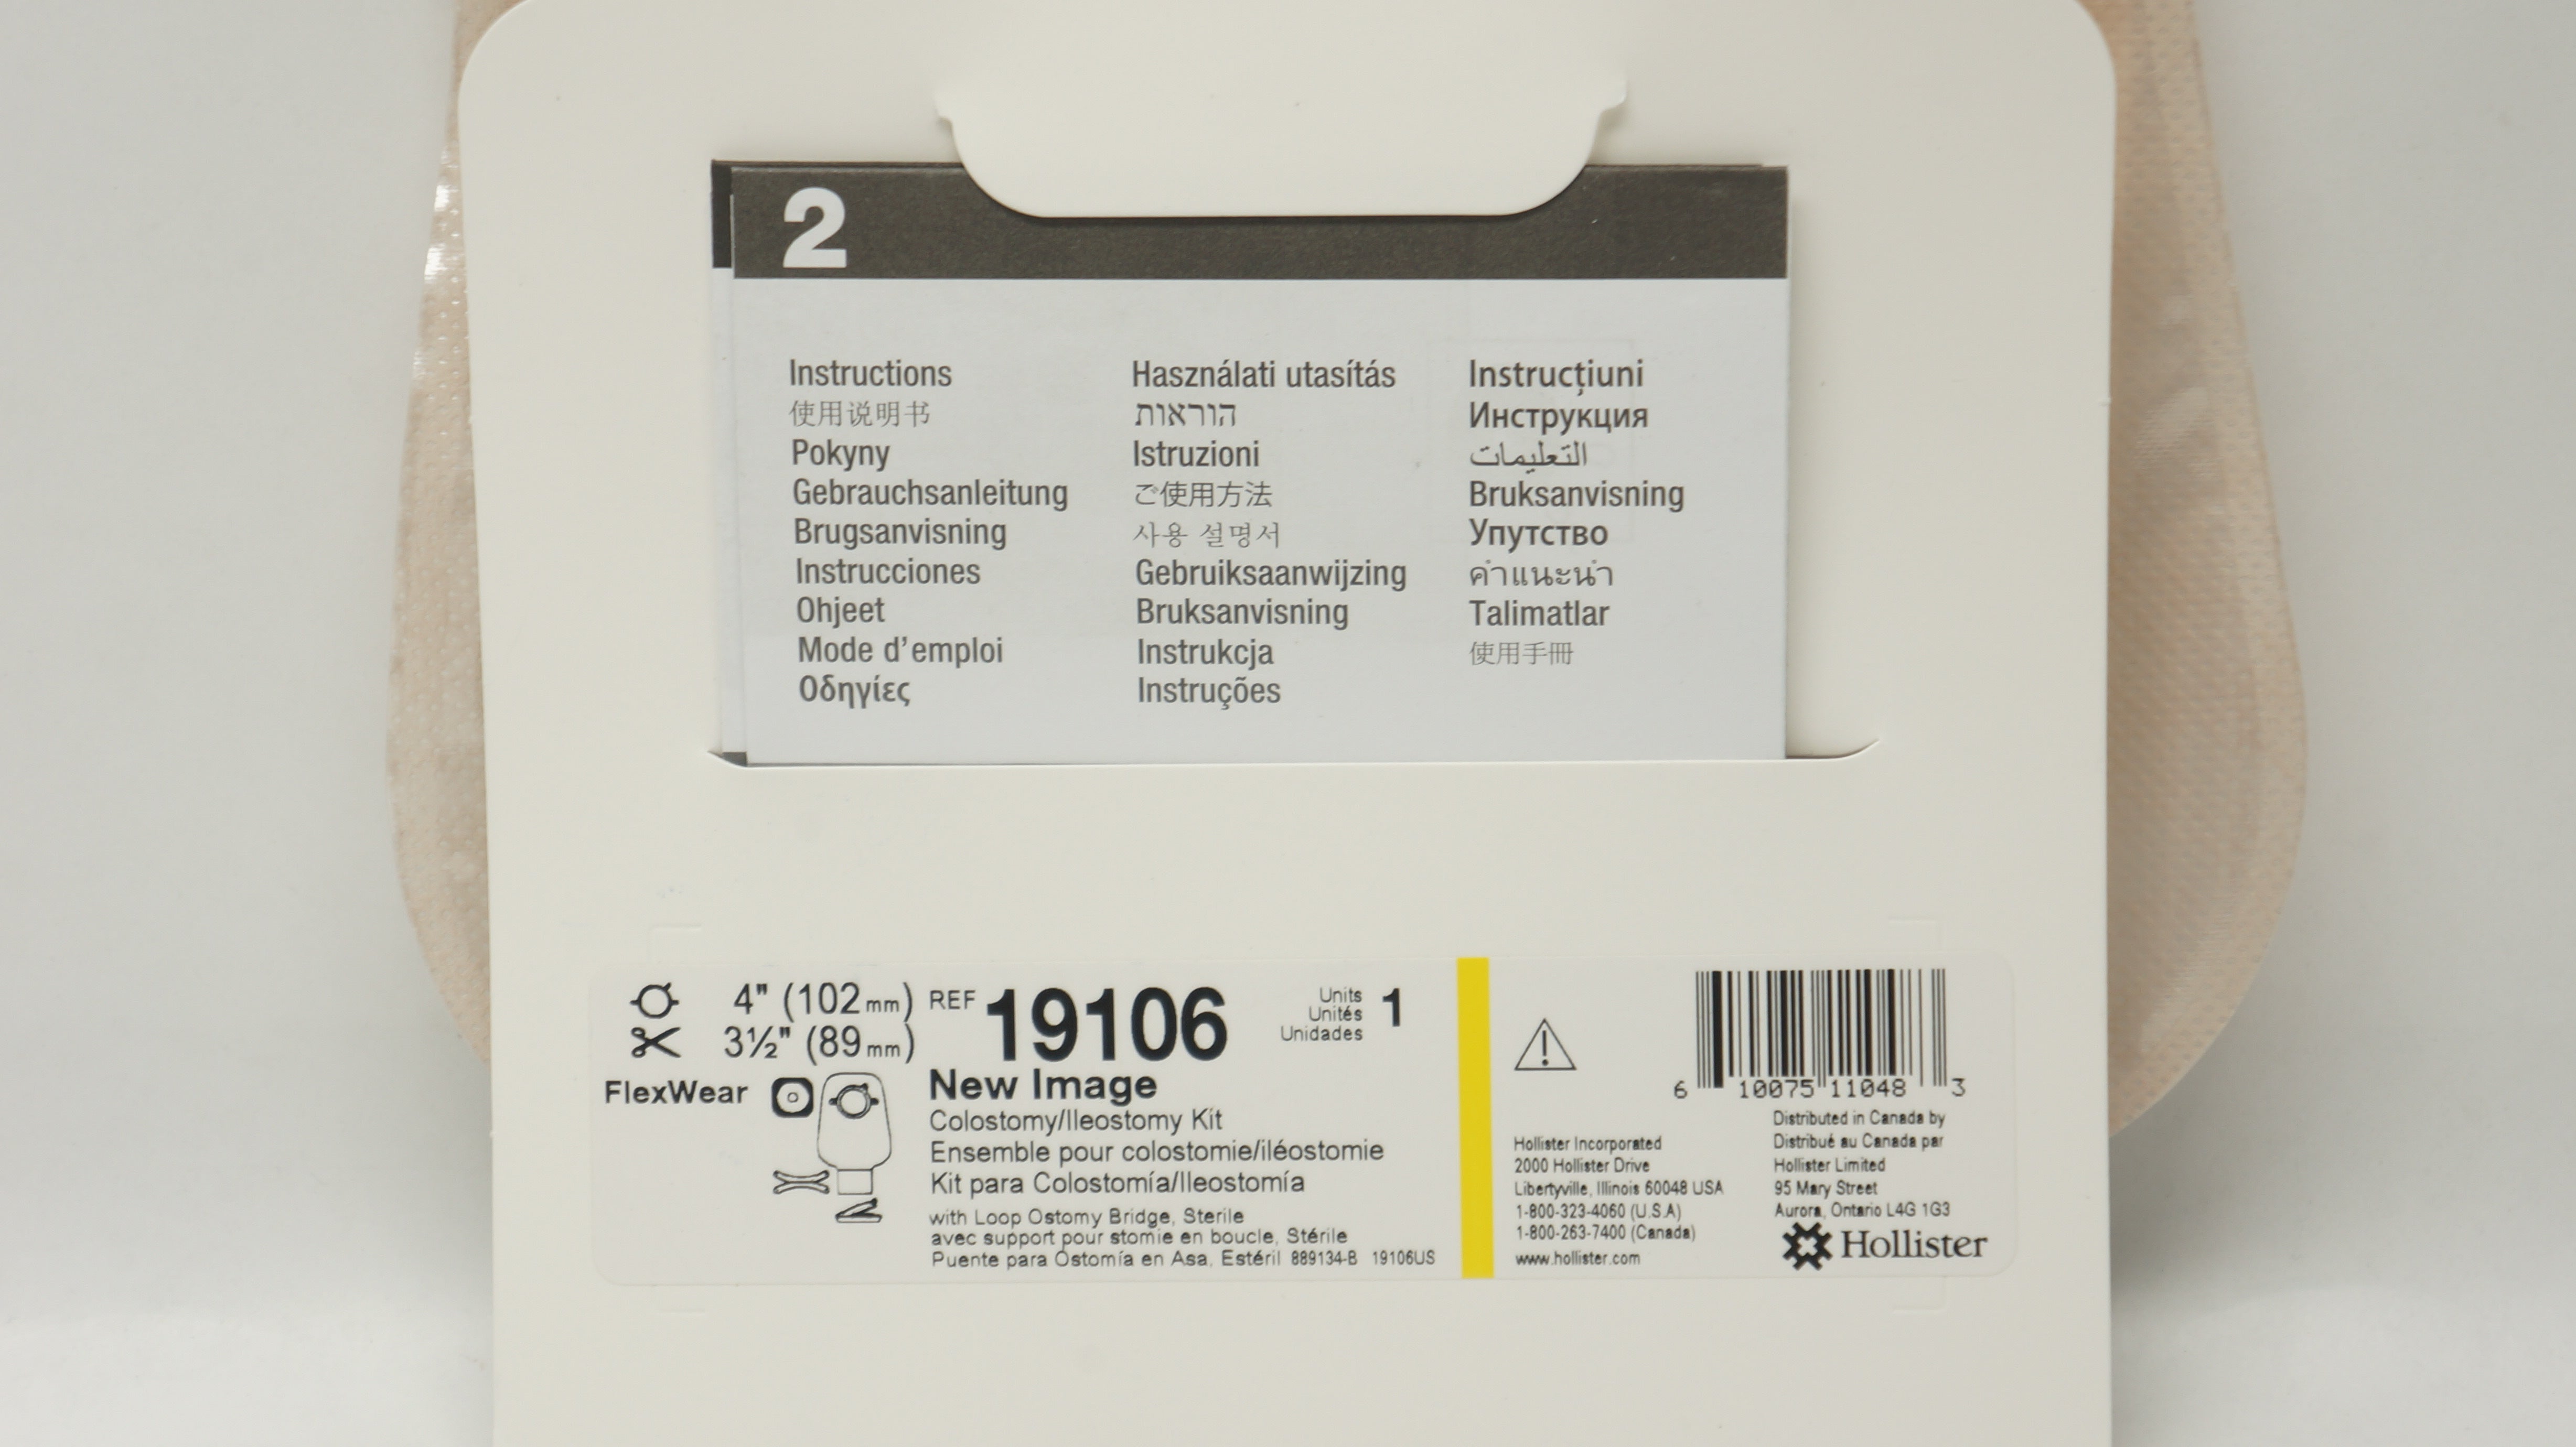 2
Instructions
使用说明书
Pokyny
Gebrauchsanleitung
Brugsanvisning
Instrucciones
Ohjeet
Mode d'emploi
Οδηγίες
Használati utasítás
הוראות
Istruzioni
ご使用方法
사용 설명서
Gebruiksaanwijzing
Bruksanvisning
Instrukcja
Instruções
Instrucțiuni
Инструкция
التعليمات
Bruksanvisning
Упутство
คำแนะนำ
Talimatlar
使用手冊
4" (102 mm)
3½" (89 mm)
FlexWear
REF 19106
Units
Unités
Unidades
1
New Image
Colostomy/Ileostomy Kit
Ensemble pour colostomie/iléostomie
Kit para Colostomía/Ileostomía
with Loop Ostomy Bridge, Sterile
avec support pour stomie en boucle, Stérile
Puente para Ostomía en Asa, Estéril 889134-B 19106US
6 10075 11048 3
Hollister Incorporated
2000 Hollister Drive
Libertyville, Illinois 60048 USA
1-800-323-4060 (U.S.A)
1-800-263-7400 (Canada)
www.hollister.com
Distributed in Canada by
Distribué au Canada par
Hollister Limited
95 Mary Street
Aurora, Ontario L4G 1G3
Hollister